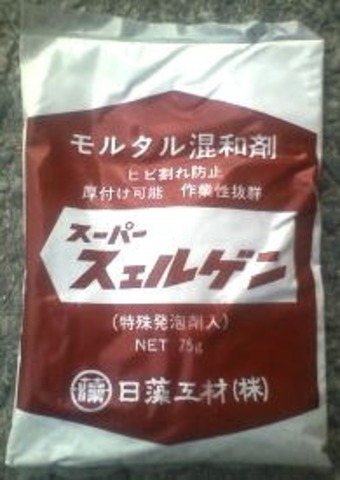 モルタル混和剤
ヒビ割れ防止
厚付け可能 作業性抜群
スーパー
スェルゲン
(特殊発泡剤入)
NET 75g
日藻工材(株)